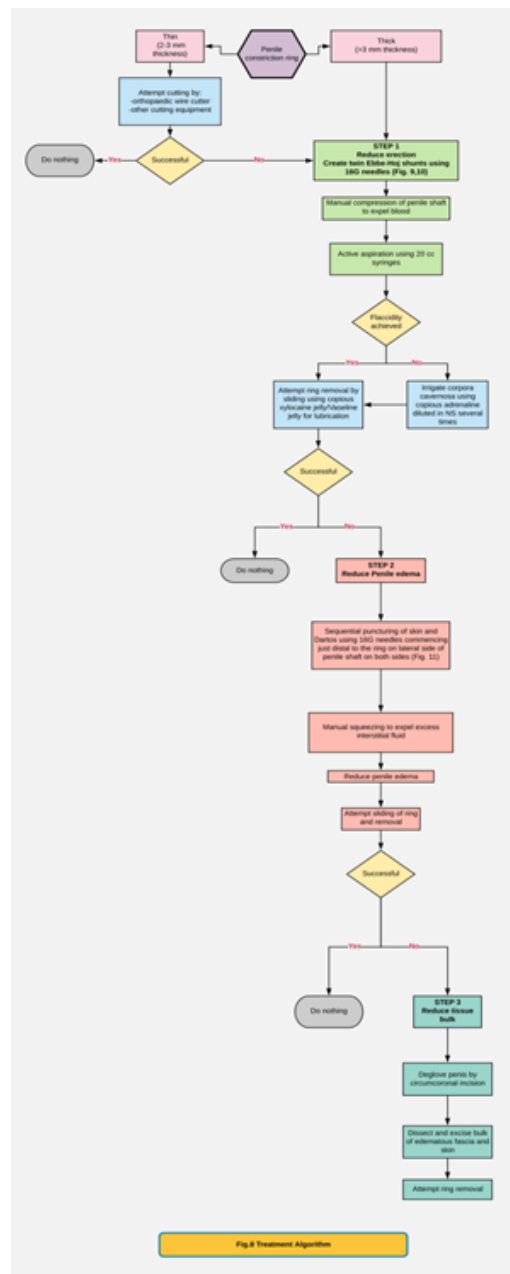 Thin
(2-3 mm
thickness)
Penile
constriction ring
Thick
(>3 mm thickness)
Attempt cutting by:
-orthopaedic wire cutter
-other cutting equipment
Do nothing
Yes
Successful
No
STEP 1
Reduce erection
Create twin Ebbe-Hoj shunts using
16G needles (Fig. 9,10)
Manual compression of penile shaft
to expel blood
Active aspiration using 20 cc
syringes
Flaccidity
achieved
Yes
No
Attempt ring removal by
sliding using copious
xylocaine jelly/Vaseline
jelly for lubrication
Irrigate corpora
cavernosa using
copious adrenaline
diluted in NS several
times
Successful
Yes
No
Do nothing
STEP 2
Reduce Penile edema
Sequential puncturing of skin and
Dartos using 16G needles commencing
just distal to the ring on lateral side of
penile shaft on both sides (Fig. 11)
Manual squeezing to expel excess
interstitial fluid
Reduce penile edema
Attempt sliding of ring
and removal
Successful
Yes
No
Do nothing
STEP 3
Reduce tissue
bulk
Deglove penis by
circumcoronal incision
Dissect and excise bulk
of edematous fascia and
skin
Attempt ring removal
Fig.8 Treatment Algorithm